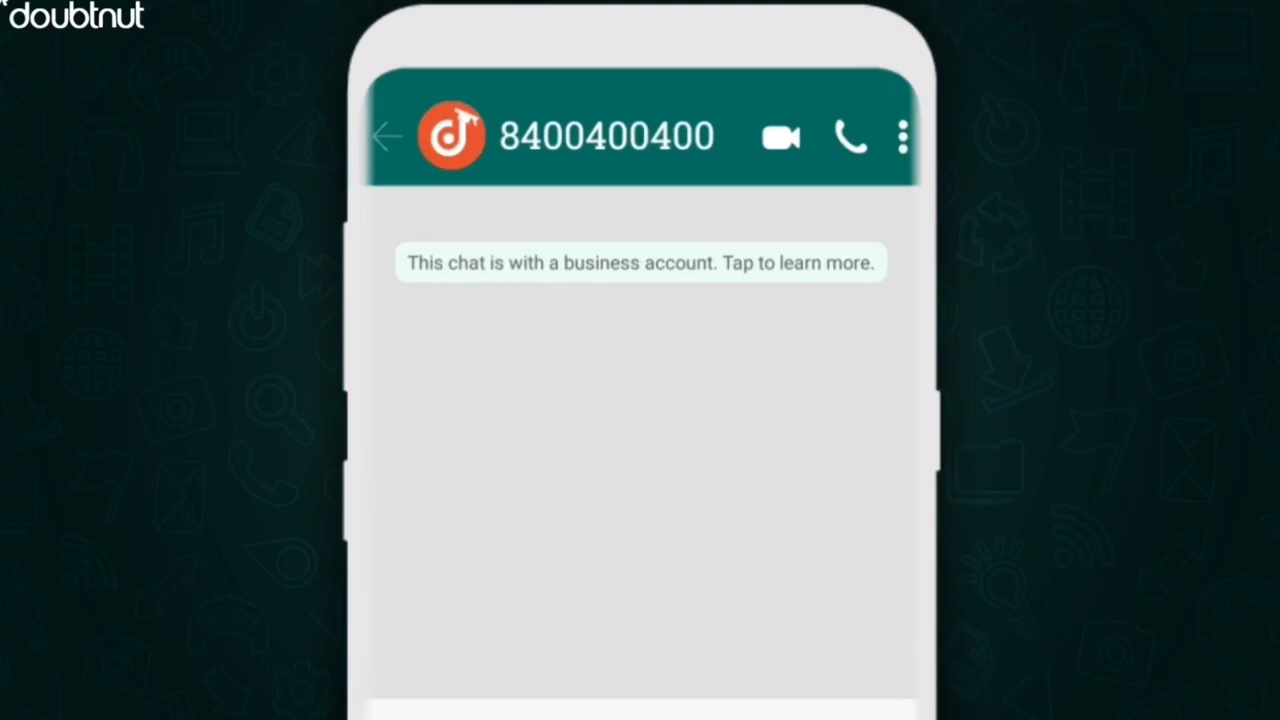 doubtnut
8400400400
This chat is with a business account. Tap to learn more.